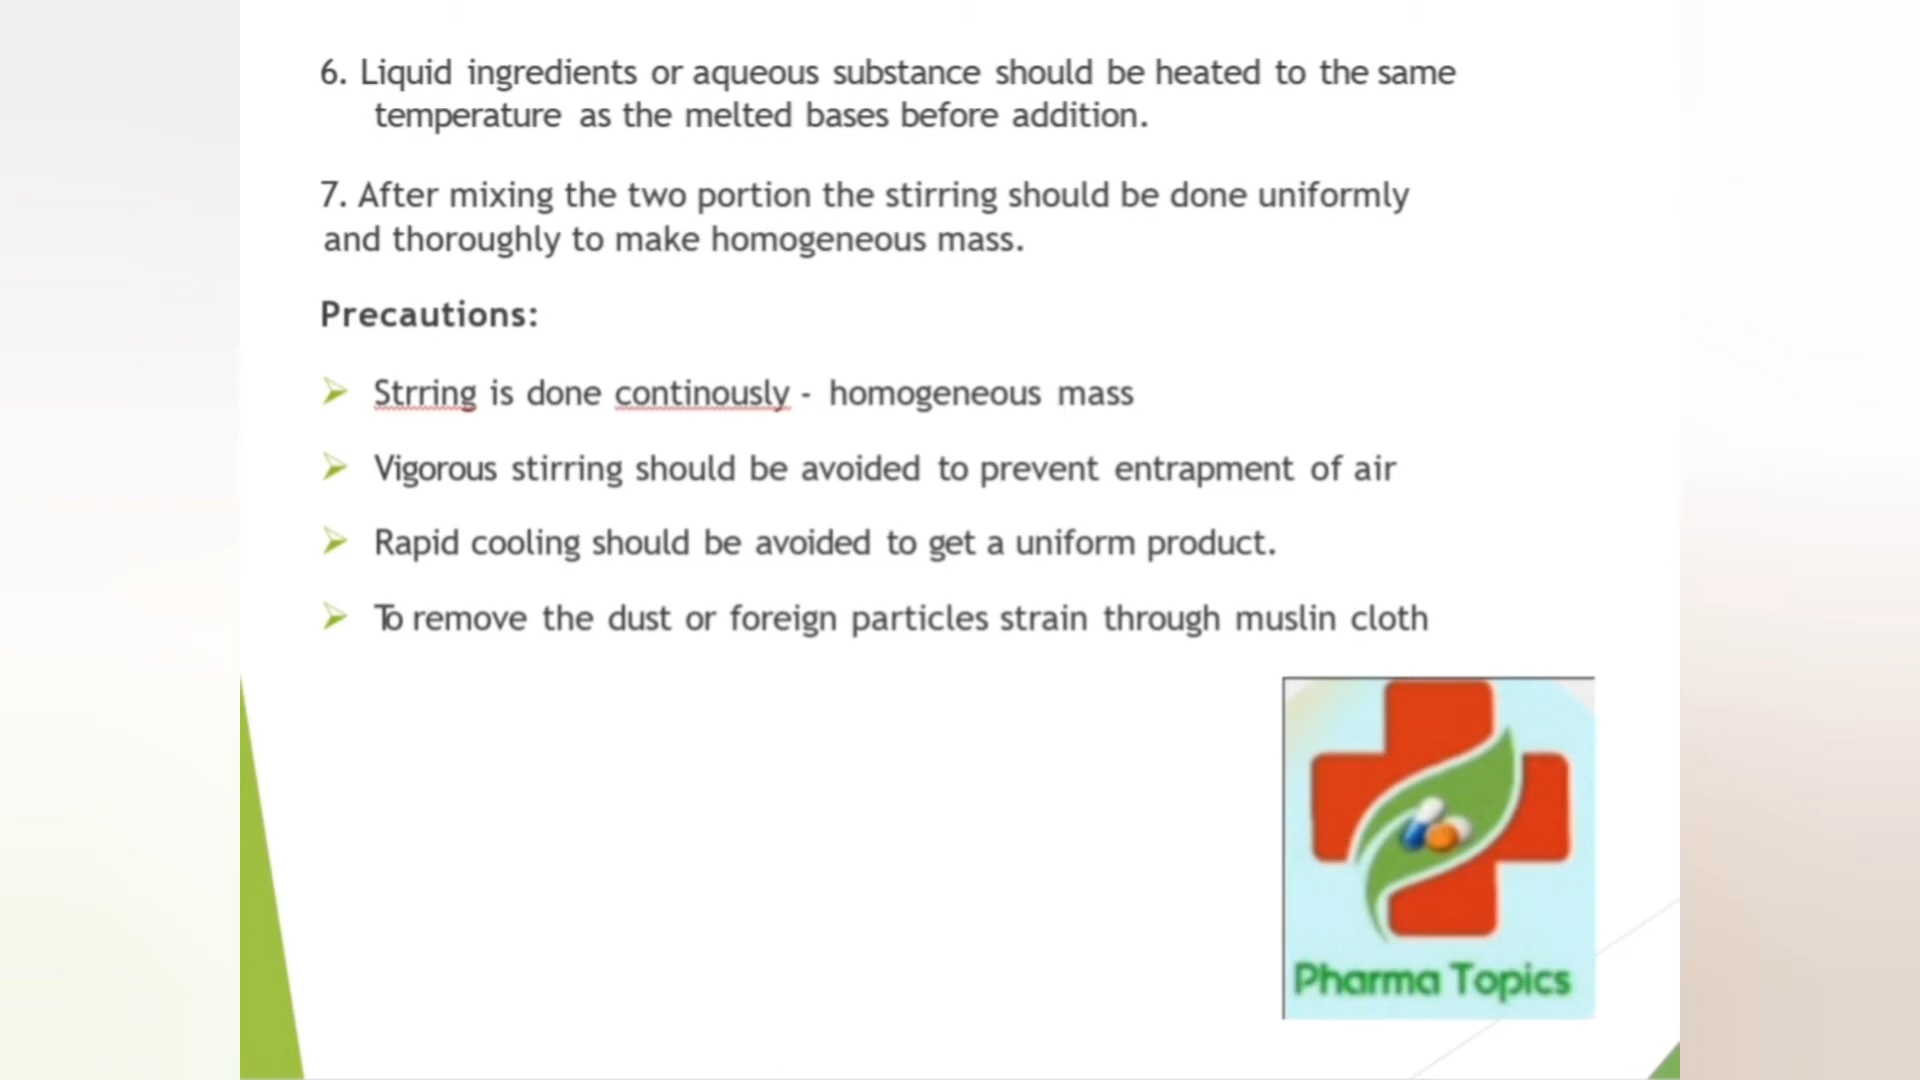 6. Liquid ingredients or aqueous substance should be heated to the same
temperature as the melted bases before addition.
7. After mixing the two portion the stirring should be done uniformly
and thoroughly to make homogeneous mass.
Precautions:
Strring is done continously - homogeneous mass
Vigorous stirring should be avoided to prevent entrapment of air
Rapid cooling should be avoided to get a uniform product.
To remove the dust or foreign particles strain through muslin cloth
Pharma Topics